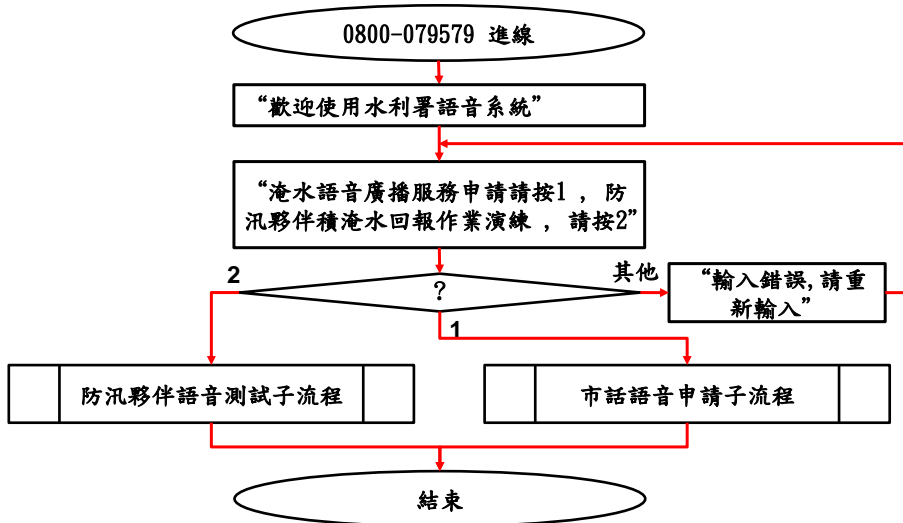 0800-079579 進線
“歡迎使用水利署語音系統”
“淹水語音廣播服務申請請按1 , 防
汛夥伴積淹水回報作業演練 , 請按2”
2
?
其他
“輸入錯誤,請重
新輸入”
1
防汛夥伴語音測試子流程
市話語音申請子流程
結束